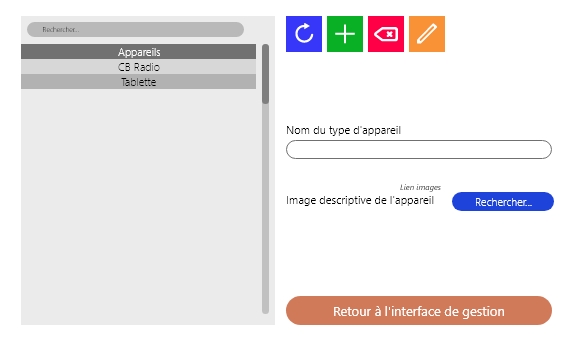 Rechercher...
Appareils
CB Radio
Tablette
Nom du type d'appareil
Lien images
Image descriptive de l'appareil
Rechercher...
Retour à l'interface de gestion